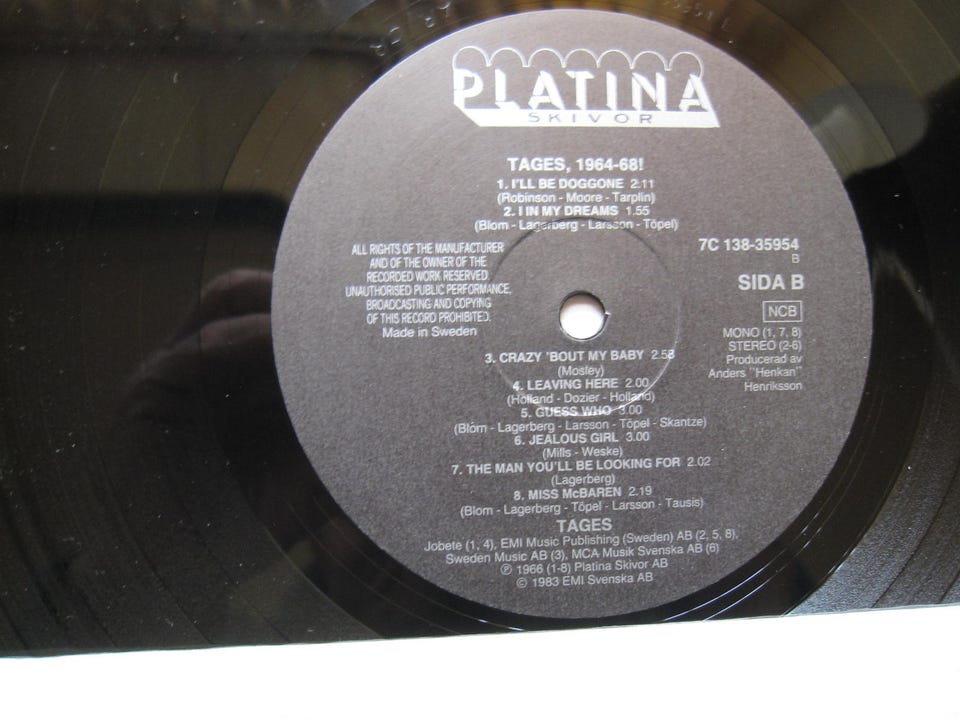 PLATINA
SKIVOR
TAGES, 1964-68!
1. I'LL BE DOGGONE 2.11
(Robinson - Moore - Tarplin)
2. I IN MY DREAMS 1.55
(Blom - Lagerberg - Larsson - Töpel)
ALL RIGHTS OF THE MANUFACTURER
AND OF THE OWNER OF THE
RECORDED WORK RESERVED.
UNAUTHORISED PUBLIC PERFORMANCE,
BROADCASTING AND COPYING
OF THIS RECORD PROHIBITED.
Made in Sweden
7C 138-35954
B
SIDA B
NCB
MONO (1, 7, 8)
STEREO (2-6)
Producerad av
Anders "Henkan"
Henriksson
3. CRAZY 'BOUT MY BABY 2.58
(Mosley)
4. LEAVING HERE 2.00
(Holland - Dozier - Holland)
5. GUESS WHO 3.00
(Blom - Lagerberg - Larsson - Töpel - Skantze)
6. JEALOUS GIRL 3.00
(Mills - Weske)
7. THE MAN YOU'LL BE LOOKING FOR 2.02
(Lagerberg)
8. MISS McBAREN 2.19
(Blom - Lagerberg - Töpel - Larsson - Tausis)
TAGES
Jobete (1, 4), EMI Music Publishing (Sweden) AB (2, 5, 8),
Sweden Music AB (3), MCA Musik Svenska AB (6)
℗ 1966 (1-8) Platina Skivor AB
© 1983 EMI Svenska AB